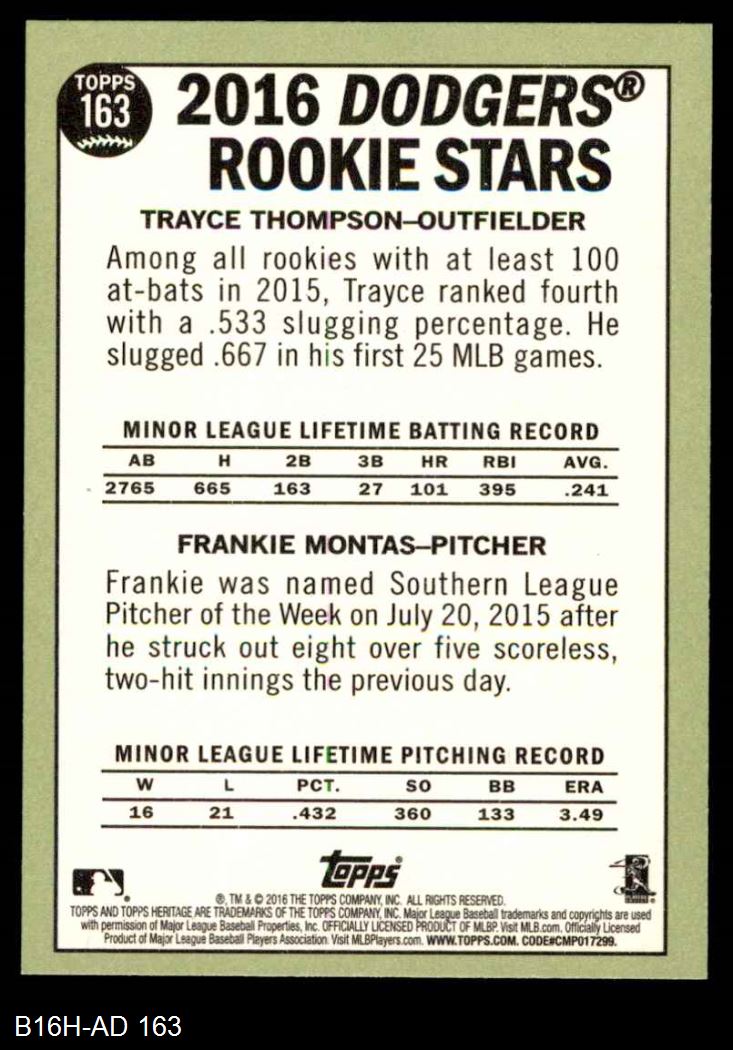 TOPPS
163
2016 DODGERS®
ROOKIE STARS
TRAYCE THOMPSON–OUTFIELDER
Among all rookies with at least 100
at-bats in 2015, Trayce ranked fourth
with a .533 slugging percentage. He
slugged .667 in his first 25 MLB games.
MINOR LEAGUE LIFETIME BATTING RECORD
AB H 2B 3B HR RBI AVG.
2765 665 163 27 101 395 .241
FRANKIE MONTAS–PITCHER
Frankie was named Southern League
Pitcher of the Week on July 20, 2015 after
he struck out eight over five scoreless,
two-hit innings the previous day.
MINOR LEAGUE LIFETIME PITCHING RECORD
W L PCT. SO BB ERA
16 21 .432 360 133 3.49
topps®
®, TM & © 2016 THE TOPPS COMPANY, INC. ALL RIGHTS RESERVED.
TOPPS AND TOPPS HERITAGE ARE TRADEMARKS OF THE TOPPS COMPANY, INC. Major League Baseball trademarks and copyrights are used
with permission of Major League Baseball Properties, Inc. OFFICIALLY LICENSED PRODUCT OF MLBP. Visit MLB.com. Officially Licensed
Product of Major League Baseball Players Association. Visit MLBPlayers.com. WWW.TOPPS.COM. CODE#CMP017299.
B16H-AD 163